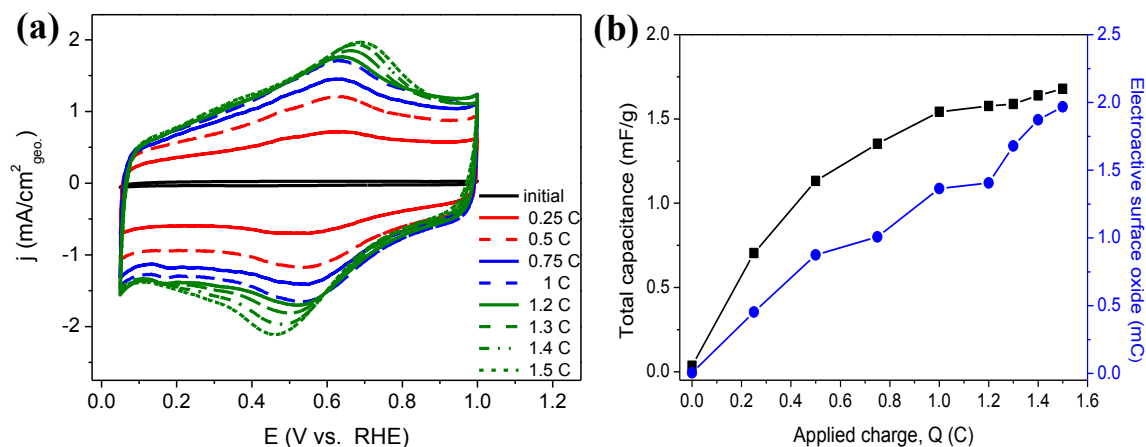 (a)
2
1
0
-1
-2
j (mA/cm²geo.)
0.0 0.2 0.4 0.6 0.8 1.0 1.2
E (V vs. RHE)
initial
0.25 C
0.5 C
0.75 C
1 C
1.2 C
1.3 C
1.4 C
1.5 C
(b)
2.0
1.5
1.0
0.5
0.0
Total capacitance (mF/g)
0.0 0.2 0.4 0.6 0.8 1.0 1.2 1.4 1.6
Applied charge, Q (C)
2.5
2.0
1.5
1.0
0.5
0.0
Electroactive surface oxide (mC)